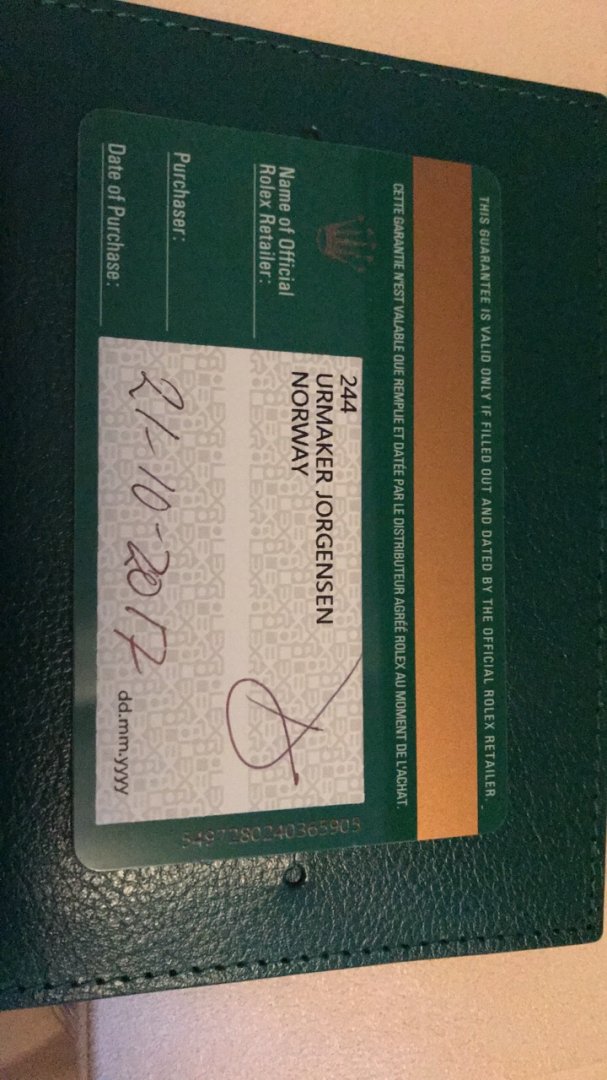 THIS GUARANTEE IS VALID ONLY IF FILLED OUT AND DATED BY THE OFFICIAL ROLEX RETAILER.
CETTE GARANTIE N'EST VALABLE QUE REMPLIE ET DATÉE PAR LE DISTRIBUTEUR AGRÉÉ ROLEX AU MOMENT DE L'ACHAT.
Name of Official
Rolex Retailer:
244
URMAKER JORGENSEN
NORWAY
Purchaser:
Date of Purchase:
21-10-2017
dd.mm.yyyy
5497280240365905